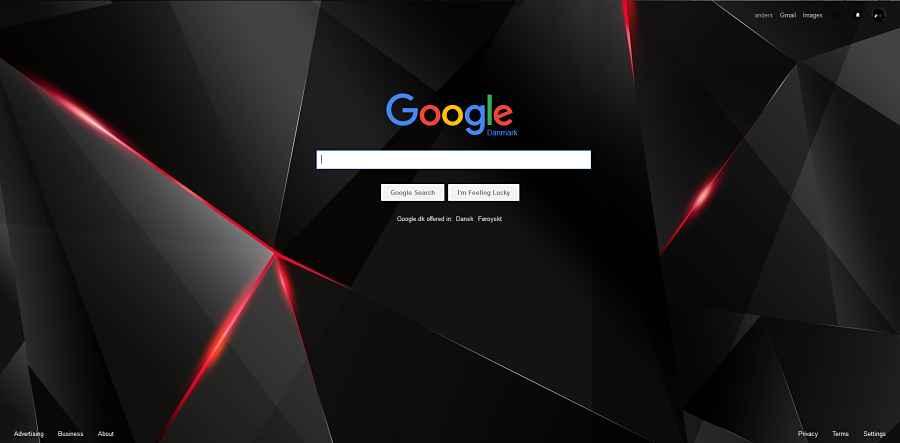 anders Gmail Images
Google
Danmark
Google Search I'm Feeling Lucky
Google.dk offered in: Dansk Føroyskt
Advertising Business About Privacy Terms Settings